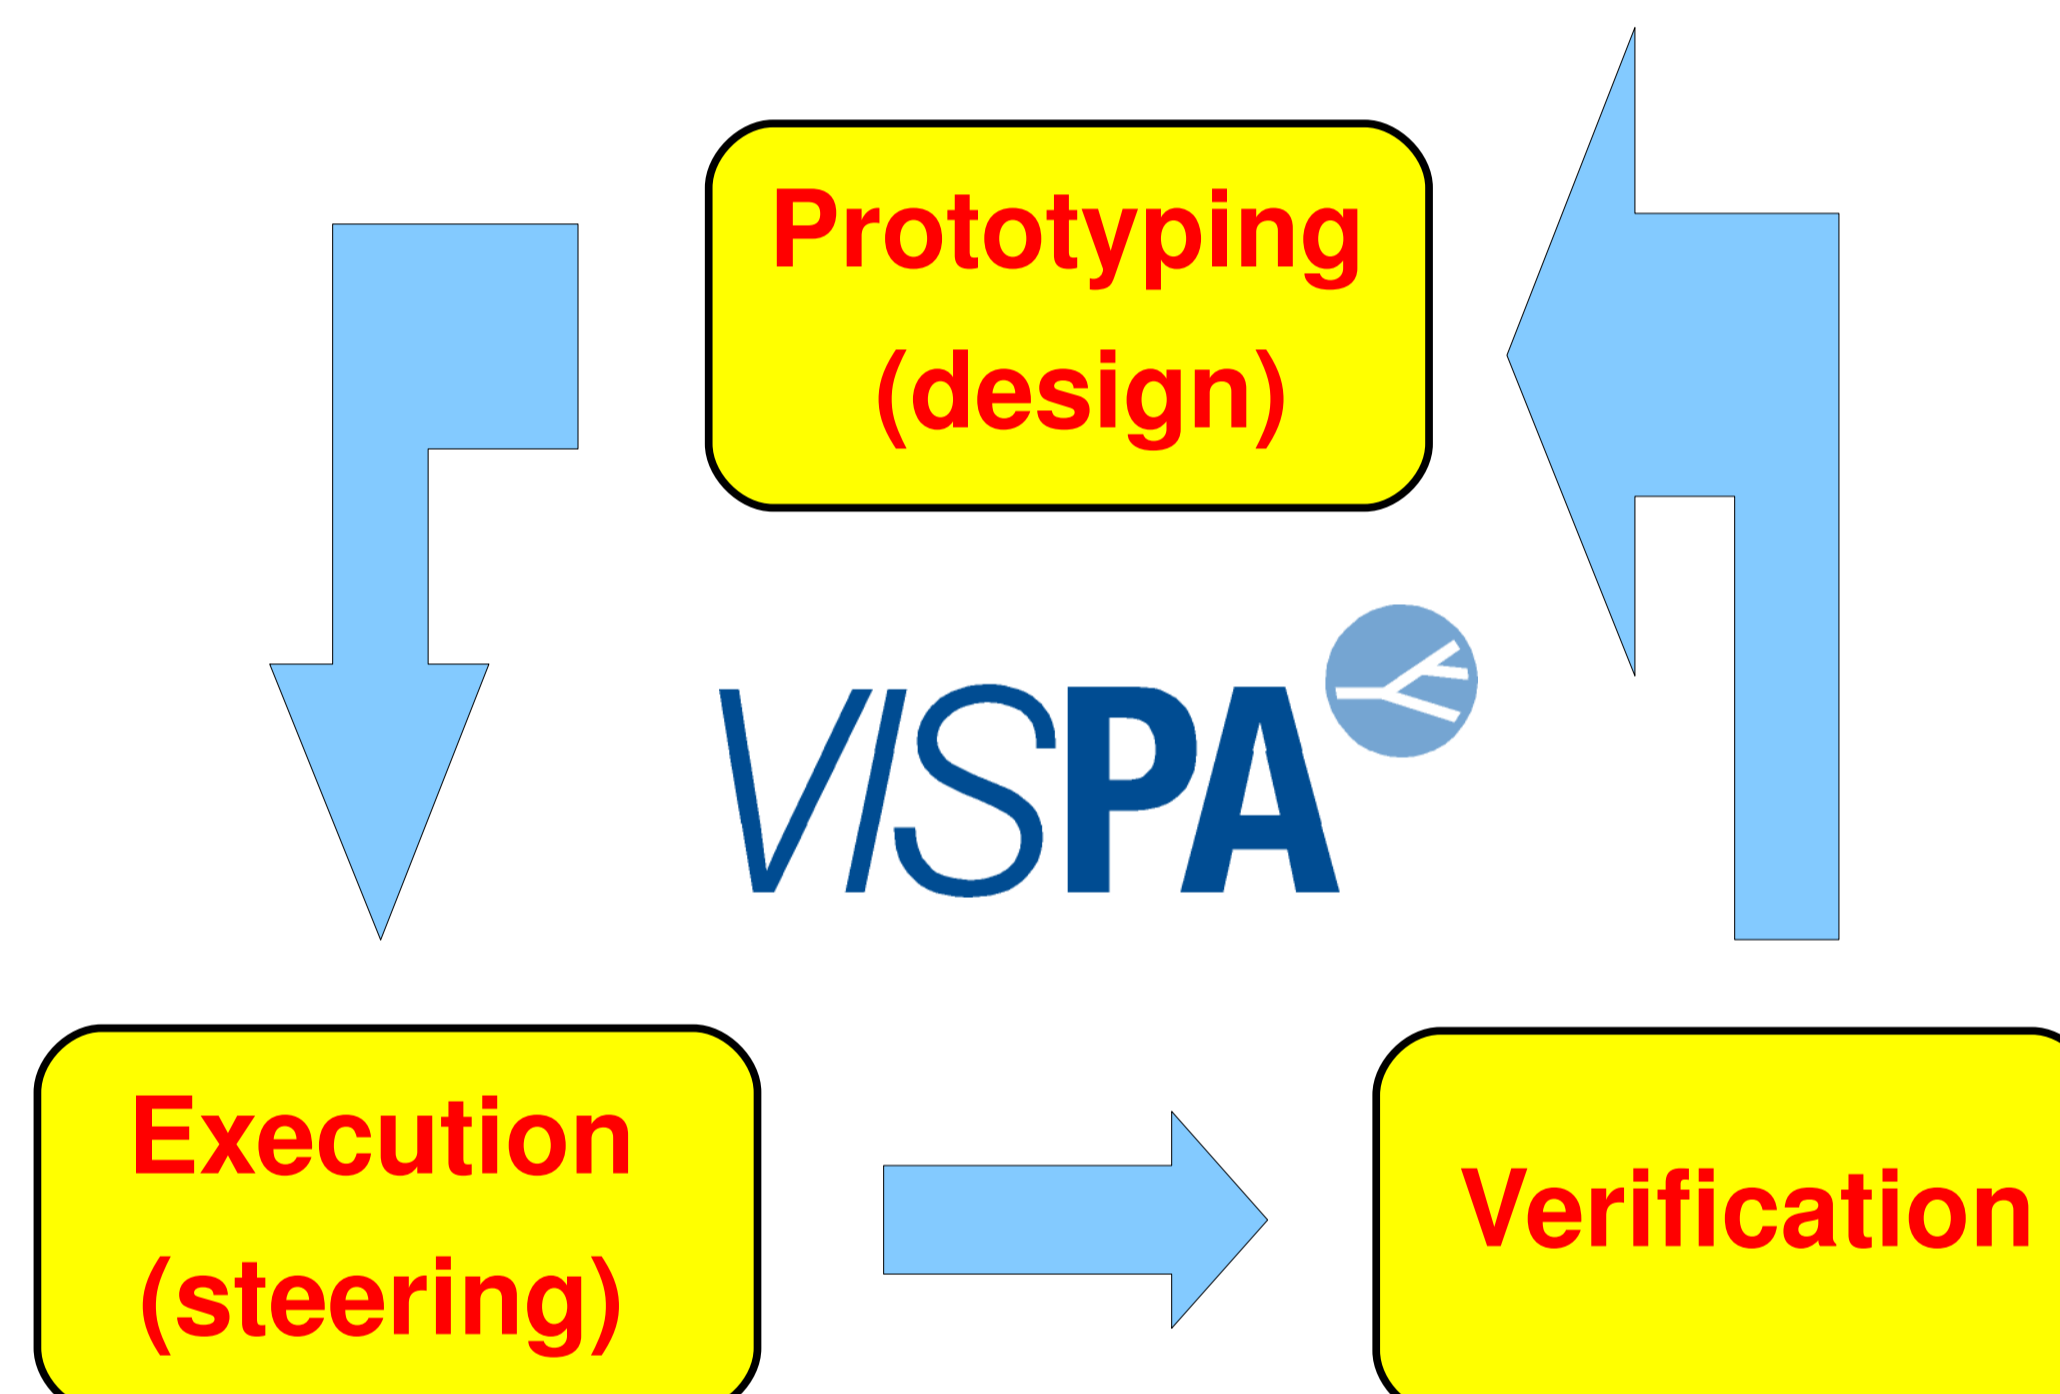 Prototyping
(design)
VISPA
Execution
(steering)
Verification